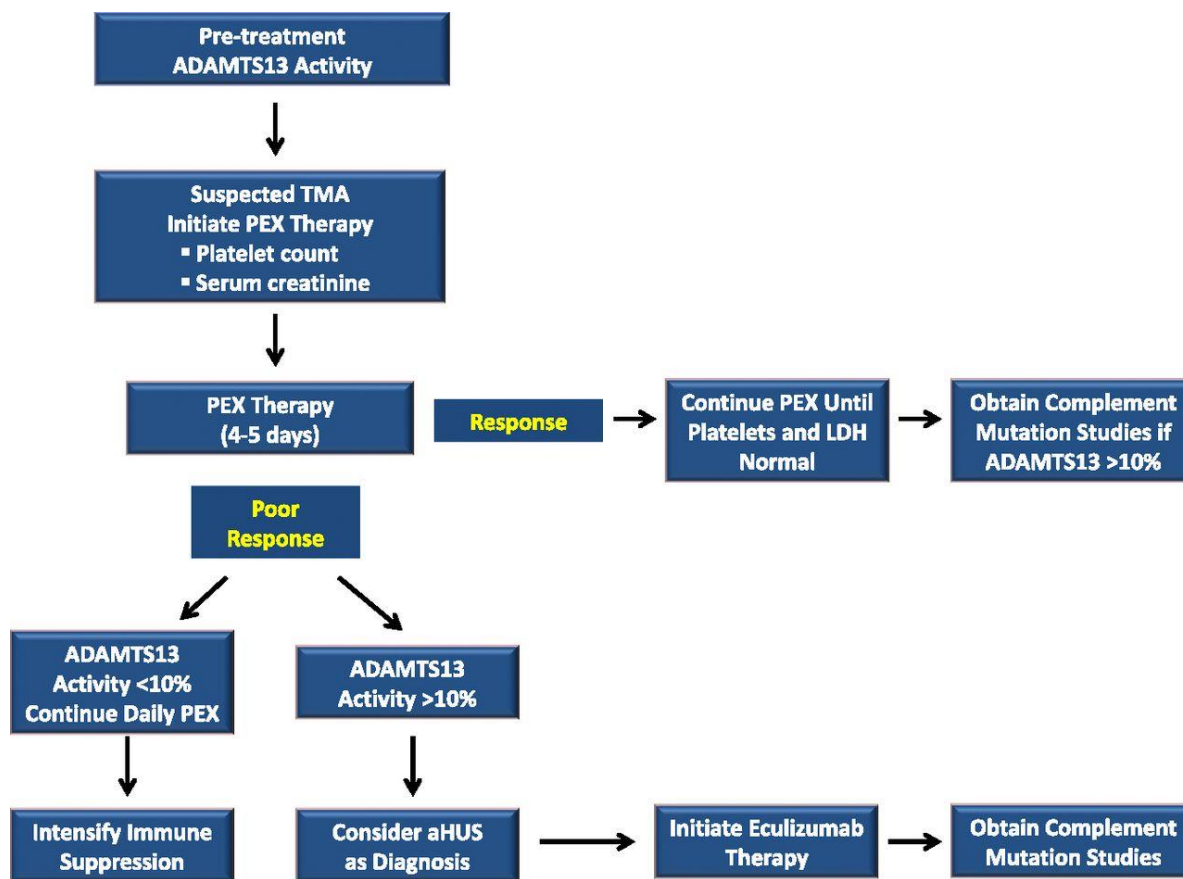 Pre-treatment
ADAMTS13 Activity
Suspected TMA
Initiate PEX Therapy
▪ Platelet count
▪ Serum creatinine
PEX Therapy
(4-5 days)
Response
Continue PEX Until
Platelets and LDH
Normal
Obtain Complement
Mutation Studies if
ADAMTS13 >10%
Poor
Response
ADAMTS13
Activity <10%
Continue Daily PEX
ADAMTS13
Activity >10%
Intensify Immune
Suppression
Consider aHUS
as Diagnosis
Initiate Eculizumab
Therapy
Obtain Complement
Mutation Studies